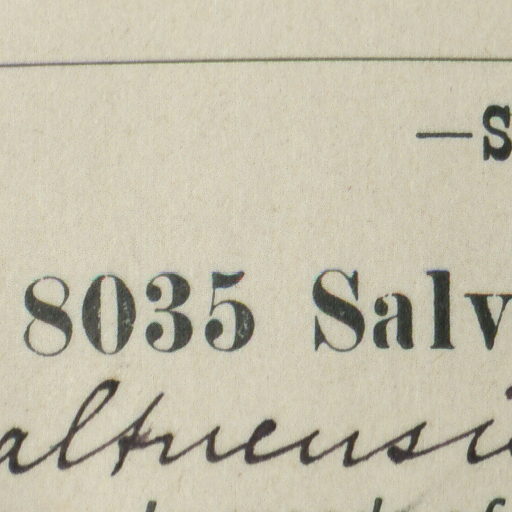 —S
8035 Salv
altuensi